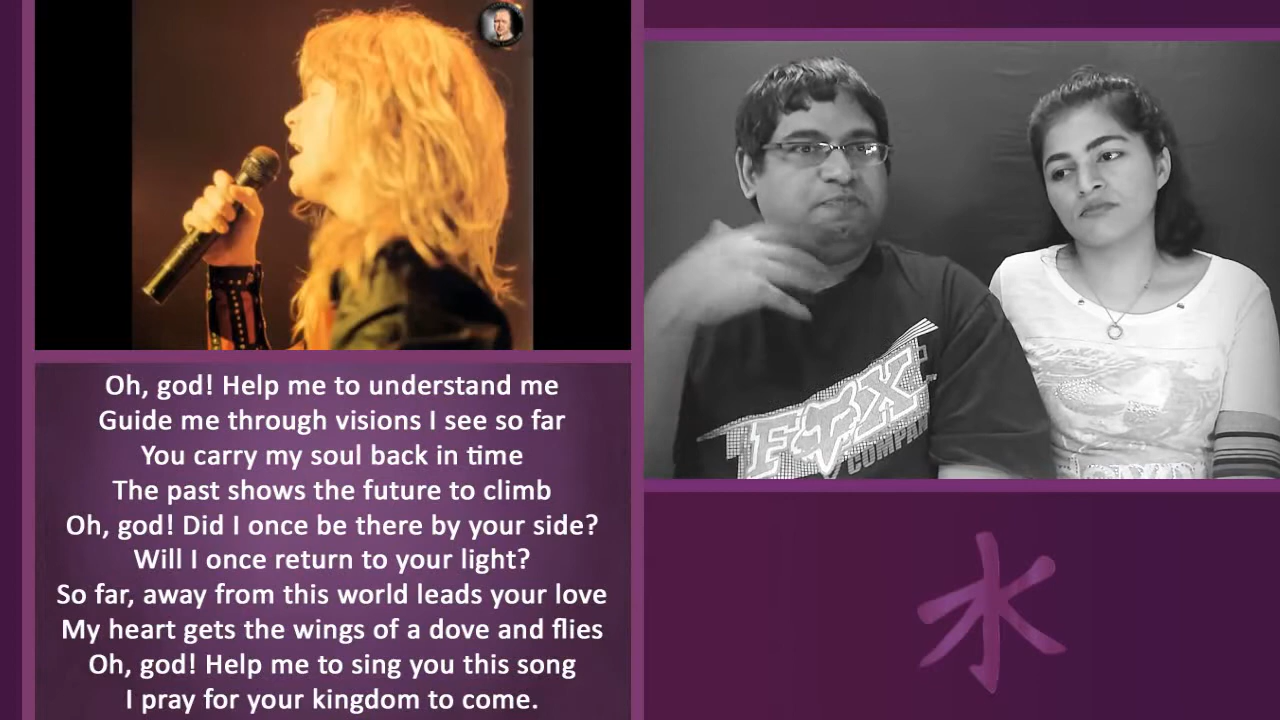 Oh, god! Help me to understand me
Guide me through visions I see so far
You carry my soul back in time
The past shows the future to climb
Oh, god! Did I once be there by your side?
Will I once return to your light?
So far, away from this world leads your love
My heart gets the wings of a dove and flies
Oh, god! Help me to sing you this song
I pray for your kingdom to come.
FOX
COMPAN
水